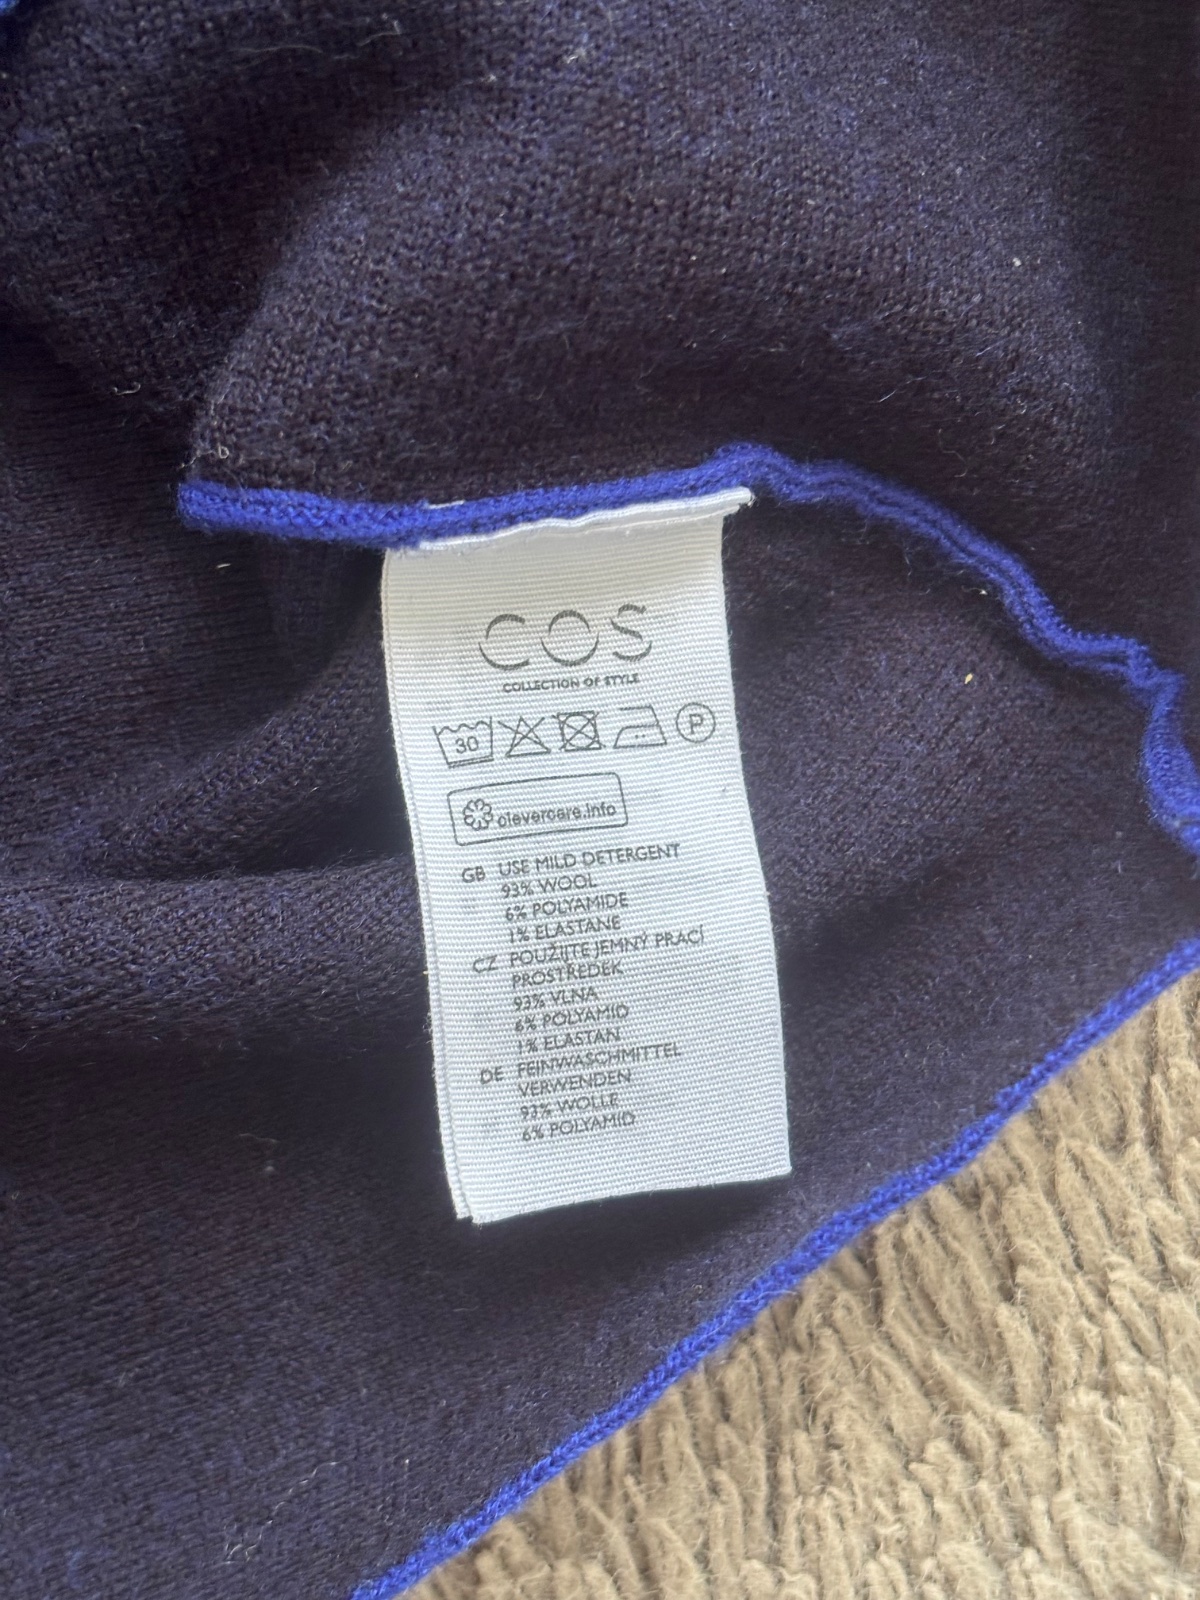 COS
COLLECTION OF STYLE
30
P
clevercare.info
GB USE MILD DETERGENT
93% WOOL
6% POLYAMIDE
1% ELASTANE
CZ POUŽIJTE JEMNÝ PRACÍ
PROSTŘEDEK
93% VLNA
6% POLYAMID
1% ELASTAN
DE FEINWASCHMITTEL
VERWENDEN
93% WOLLE
6% POLYAMID